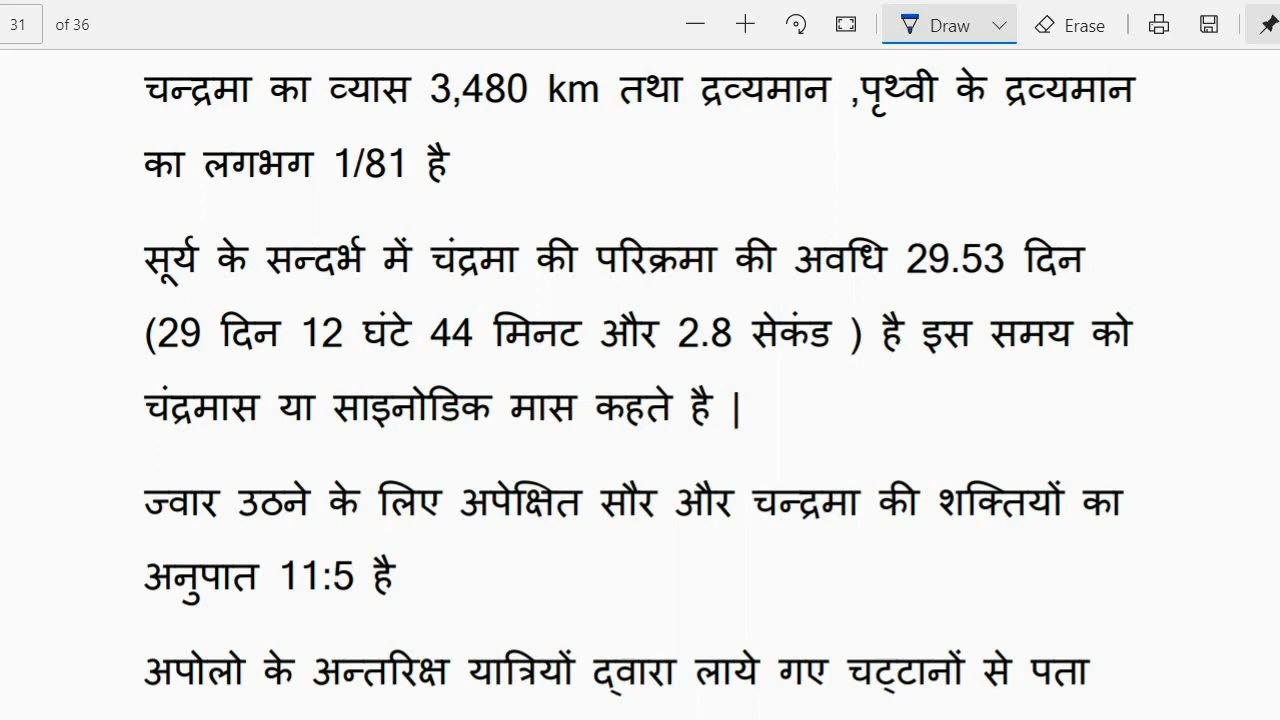 31 of 36 Draw Erase
चन्द्रमा का व्यास 3,480 km तथा द्रव्यमान ,पृथ्वी के द्रव्यमान
का लगभग 1/81 है
सूर्य के सन्दर्भ में चंद्रमा की परिक्रमा की अवधि 29.53 दिन
(29 दिन 12 घंटे 44 मिनट और 2.8 सेकंड ) है इस समय को
चंद्रमास या साइनोडिक मास कहते है |
ज्वार उठने के लिए अपेक्षित सौर और चन्द्रमा की शक्तियों का
अनुपात 11:5 है
अपोलो के अन्तरिक्ष यात्रियों द्वारा लाये गए चट्टानों से पता